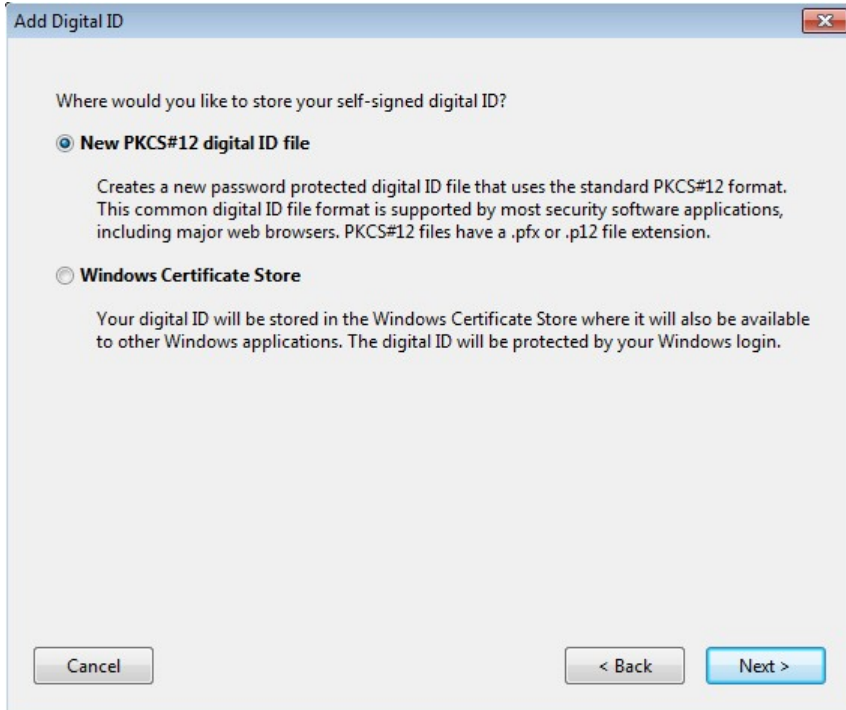 Add Digital ID
Where would you like to store your self-signed digital ID?
New PKCS#12 digital ID file
Creates a new password protected digital ID file that uses the standard PKCS#12 format.
This common digital ID file format is supported by most security software applications,
including major web browsers. PKCS#12 files have a .pfx or .p12 file extension.
Windows Certificate Store
Your digital ID will be stored in the Windows Certificate Store where it will also be available
to other Windows applications. The digital ID will be protected by your Windows login.
Cancel
< Back
Next >